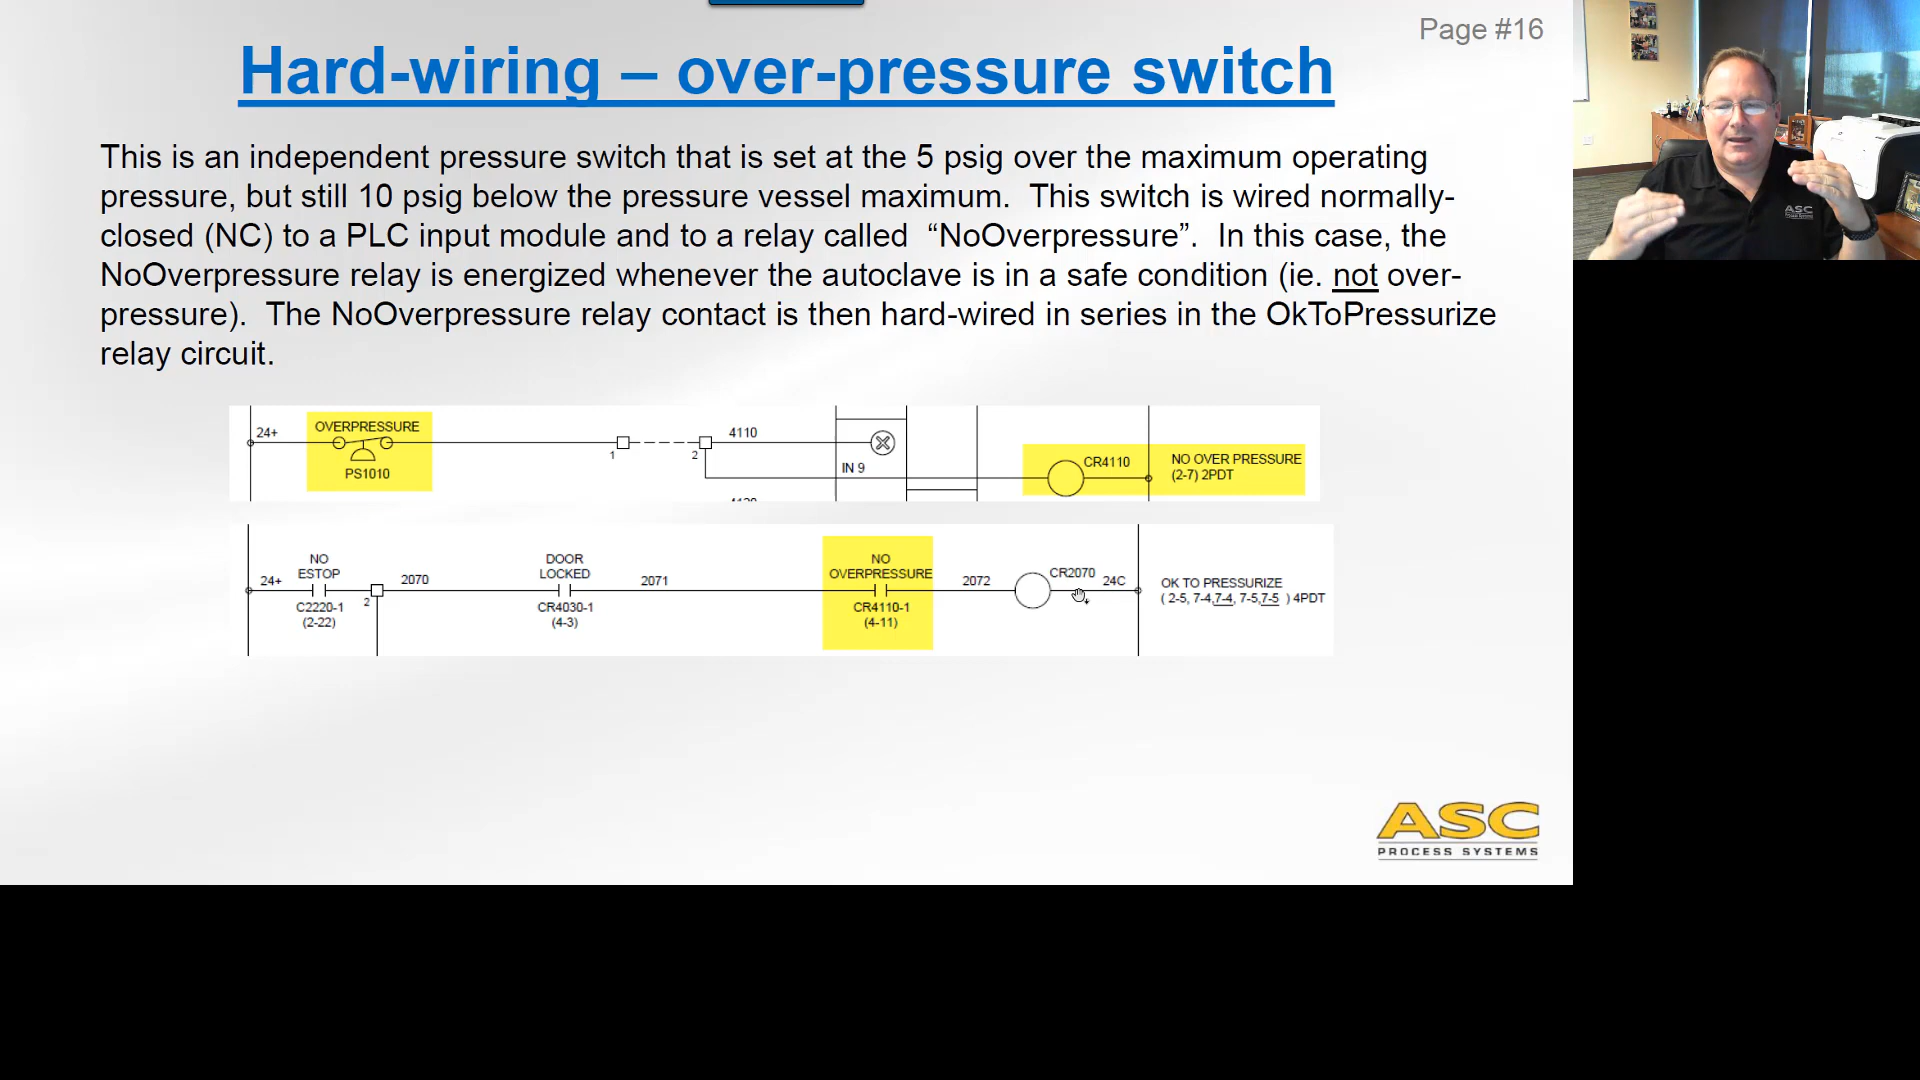 Page #16
Hard-wiring – over-pressure switch
This is an independent pressure switch that is set at the 5 psig over the maximum operating
pressure, but still 10 psig below the pressure vessel maximum.  This switch is wired normally-
closed (NC) to a PLC input module and to a relay called  “NoOverpressure”.  In this case, the
NoOverpressure relay is energized whenever the autoclave is in a safe condition (ie. not over-
pressure).  The NoOverpressure relay contact is then hard-wired in series in the OkToPressurize
relay circuit.
24+
OVERPRESSURE
PS1010
1
2
4110
IN 9
CR4110
NO OVER PRESSURE
(2-7) 2PDT
24+
NO
ESTOP
C2220-1
(2-22)
2
2070
DOOR
LOCKED
CR4030-1
(4-3)
2071
NO
OVERPRESSURE
CR4110-1
(4-11)
2072
CR2070
24C
OK TO PRESSURIZE
( 2-5, 7-4,7-4, 7-5,7-5 ) 4PDT
ASC
PROCESS SYSTEMS
ASC